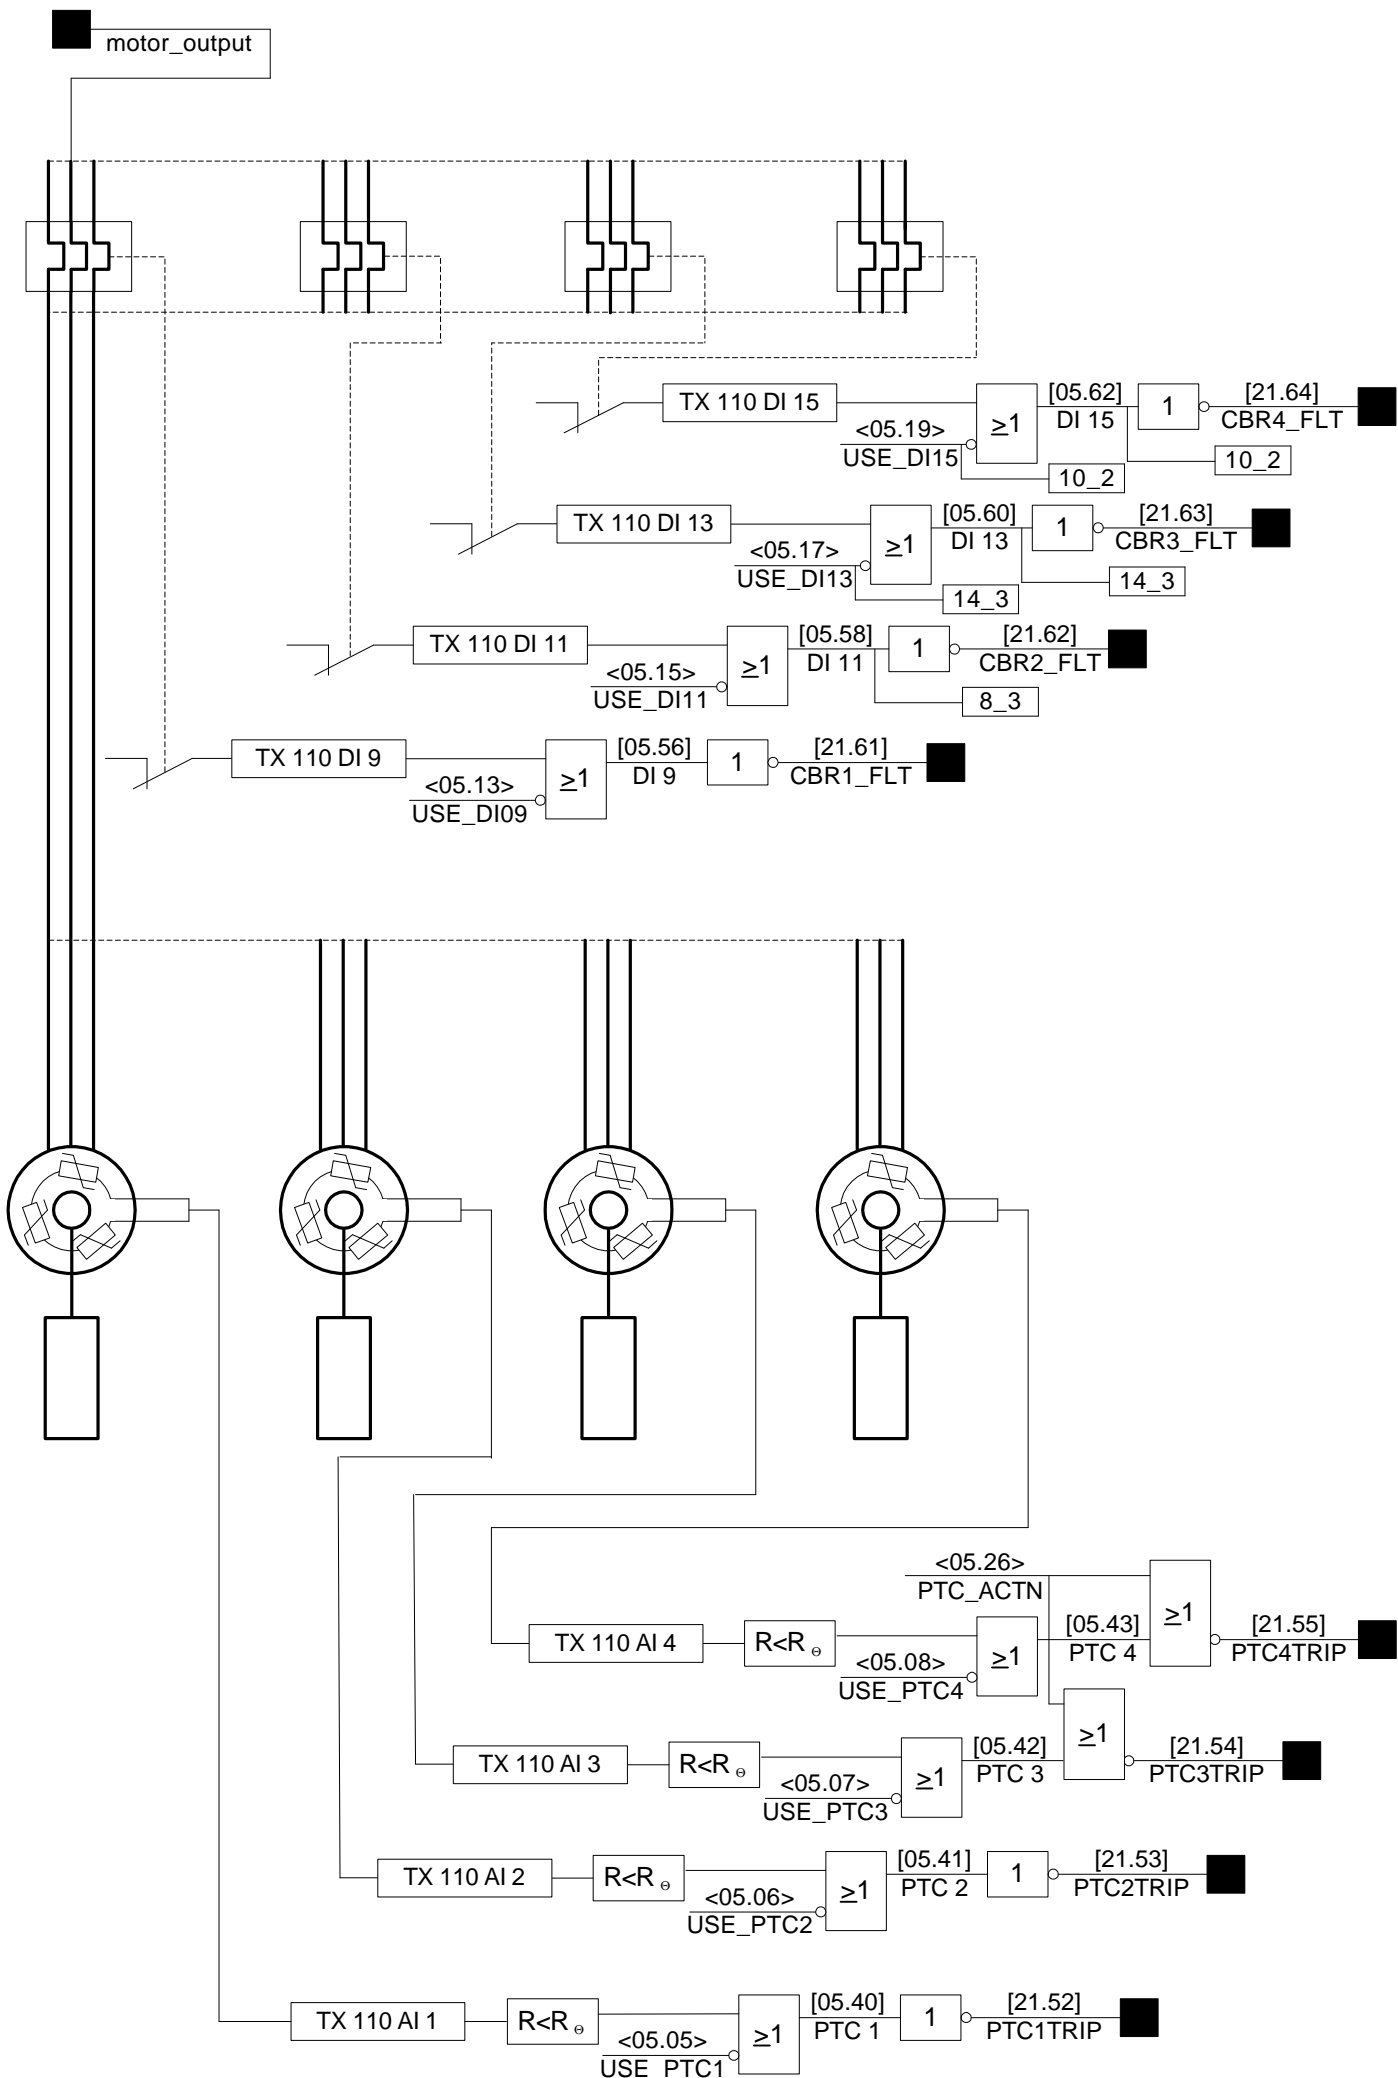 motor_output
TX 110 DI 15
<05.19>
USE_DI15
≥1
[05.62]
DI 15
1
[21.64]
CBR4_FLT
10_2
10_2
TX 110 DI 13
<05.17>
USE_DI13
≥1
[05.60]
DI 13
1
[21.63]
CBR3_FLT
14_3
14_3
TX 110 DI 11
<05.15>
USE_DI11
≥1
[05.58]
DI 11
1
[21.62]
CBR2_FLT
8_3
TX 110 DI 9
<05.13>
USE_DI09
≥1
[05.56]
DI 9
1
[21.61]
CBR1_FLT
<05.26>
PTC_ACTN
TX 110 AI 4
R<R Θ
<05.08>
USE_PTC4
≥1
[05.43]
PTC 4
≥1
[21.55]
PTC4TRIP
TX 110 AI 3
R<R Θ
<05.07>
USE_PTC3
≥1
[05.42]
PTC 3
≥1
[21.54]
PTC3TRIP
TX 110 AI 2
R<R Θ
<05.06>
USE_PTC2
≥1
[05.41]
PTC 2
1
[21.53]
PTC2TRIP
TX 110 AI 1
R<R Θ
<05.05>
USE_PTC1
≥1
[05.40]
PTC 1
1
[21.52]
PTC1TRIP